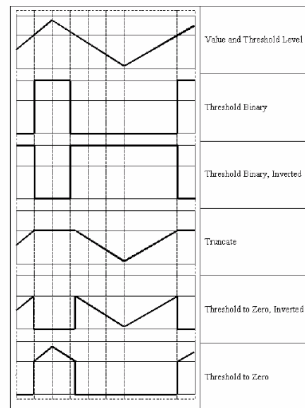 Value and Threshold Level
Threshold Binary
Threshold Binary, Inverted
Truncate
Threshold to Zero, Inverted
Threshold to Zero